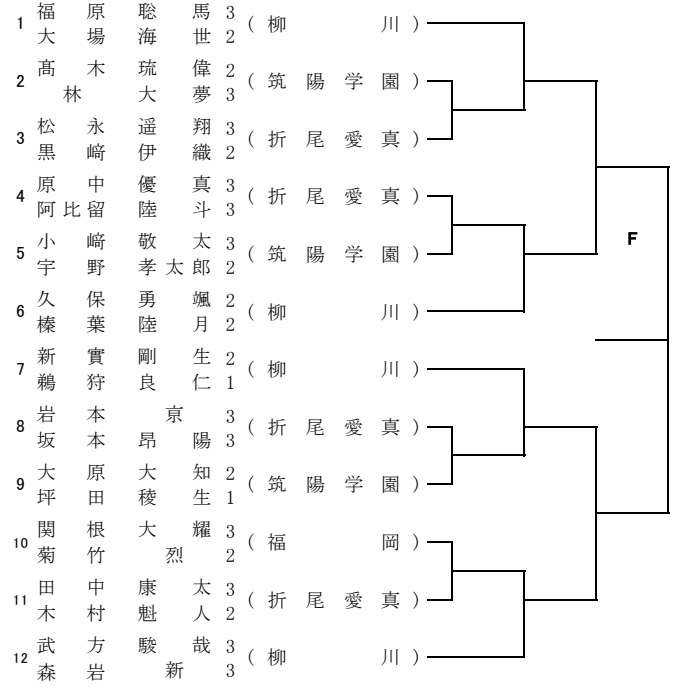 福原聡馬 3
1 (柳川)
大場海世 2
髙木琉偉 2
2 (筑陽学園)
林大夢 3
松永遥翔 3
3 (折尾愛真)
黒﨑伊織 2
原中優真 3
4 (折尾愛真)
阿比留陸斗 3
小﨑敬太 3
5 (筑陽学園)
宇野孝太郎 2
久保勇颯 2
6 (柳川)
榛葉陸月 2
F
新實剛生 2
7 (柳川)
鵜狩良仁 1
岩本京 3
8 (折尾愛真)
坂本昂陽 3
大原大知 2
9 (筑陽学園)
坪田稜生 1
関根大耀 3
10 (福岡)
菊竹烈 2
田中康太 3
11 (折尾愛真)
木村魁人 2
武方駿哉 3
12 (柳川)
森岩新 3